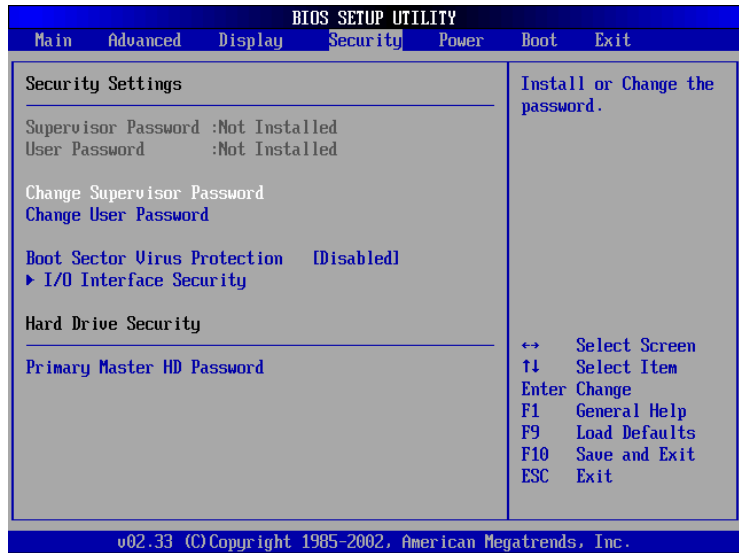 BIOS SETUP UTILITY
Main Advanced Display Security Power Boot Exit
Security Settings
Supervisor Password :Not Installed
User Password :Not Installed
Change Supervisor Password
Change User Password
Boot Sector Virus Protection [Disabled]
▶ I/O Interface Security
Hard Drive Security
Primary Master HD Password
Install or Change the
password.
↔ Select Screen
↑↓ Select Item
Enter Change
F1 General Help
F9 Load Defaults
F10 Save and Exit
ESC Exit
v02.33 (C)Copyright 1985-2002, American Megatrends, Inc.